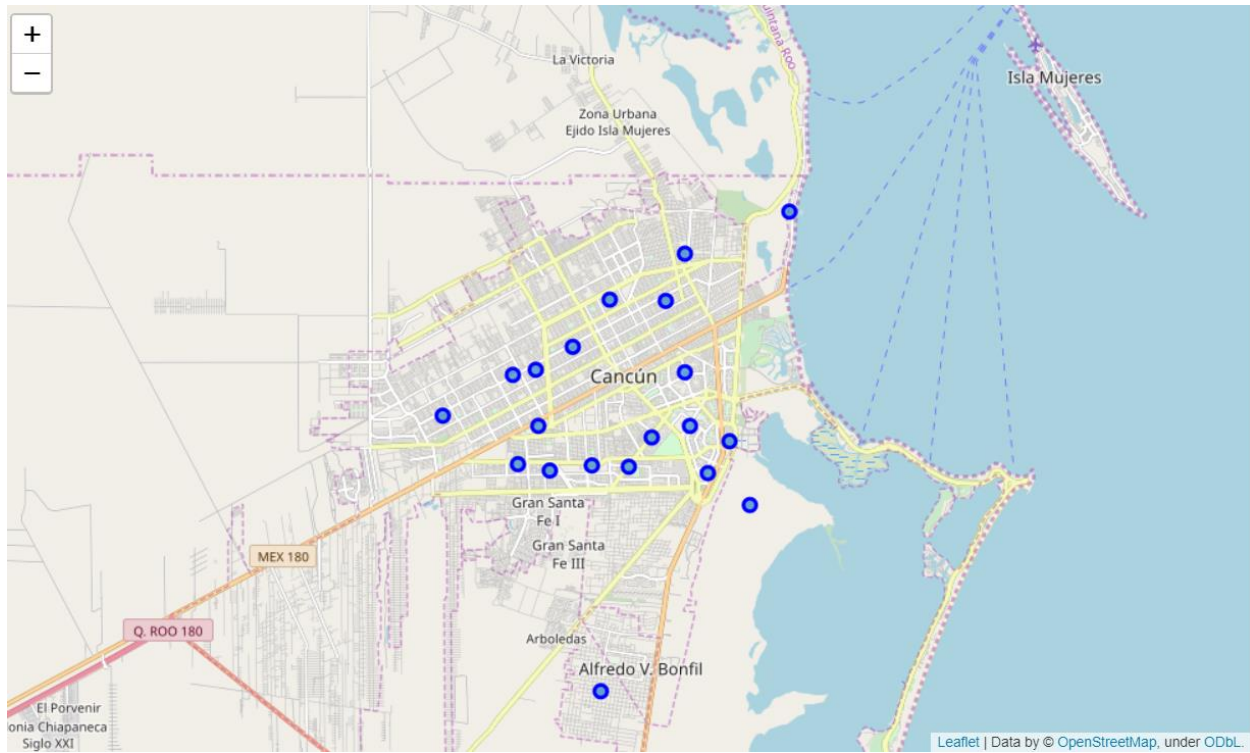 +
−
Quintana Roo
La Victoria
Isla Mujeres
Zona Urbana
Ejido Isla Mujeres
Cancún
Gran Santa
Fe I
Gran Santa
Fe III
MEX 180
Q. ROO 180
Arboledas
Alfredo V. Bonfil
El Porvenir
onia Chiapaneca
Siglo XXI
Leaflet | Data by © OpenStreetMap, under ODbL.